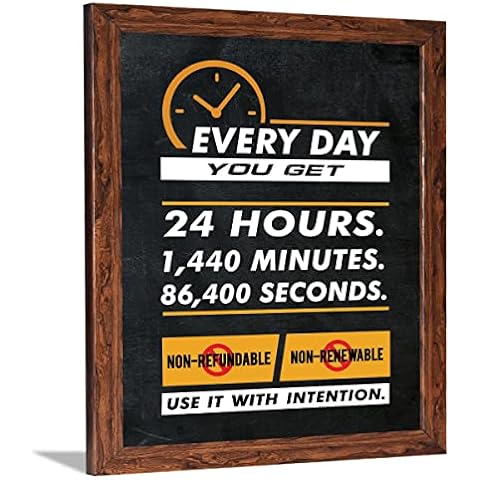 EVERY DAY
YOU GET
24 HOURS.
1,440 MINUTES.
86,400 SECONDS.
NON-REFUNDABLE NON-RENEWABLE
USE IT WITH INTENTION.